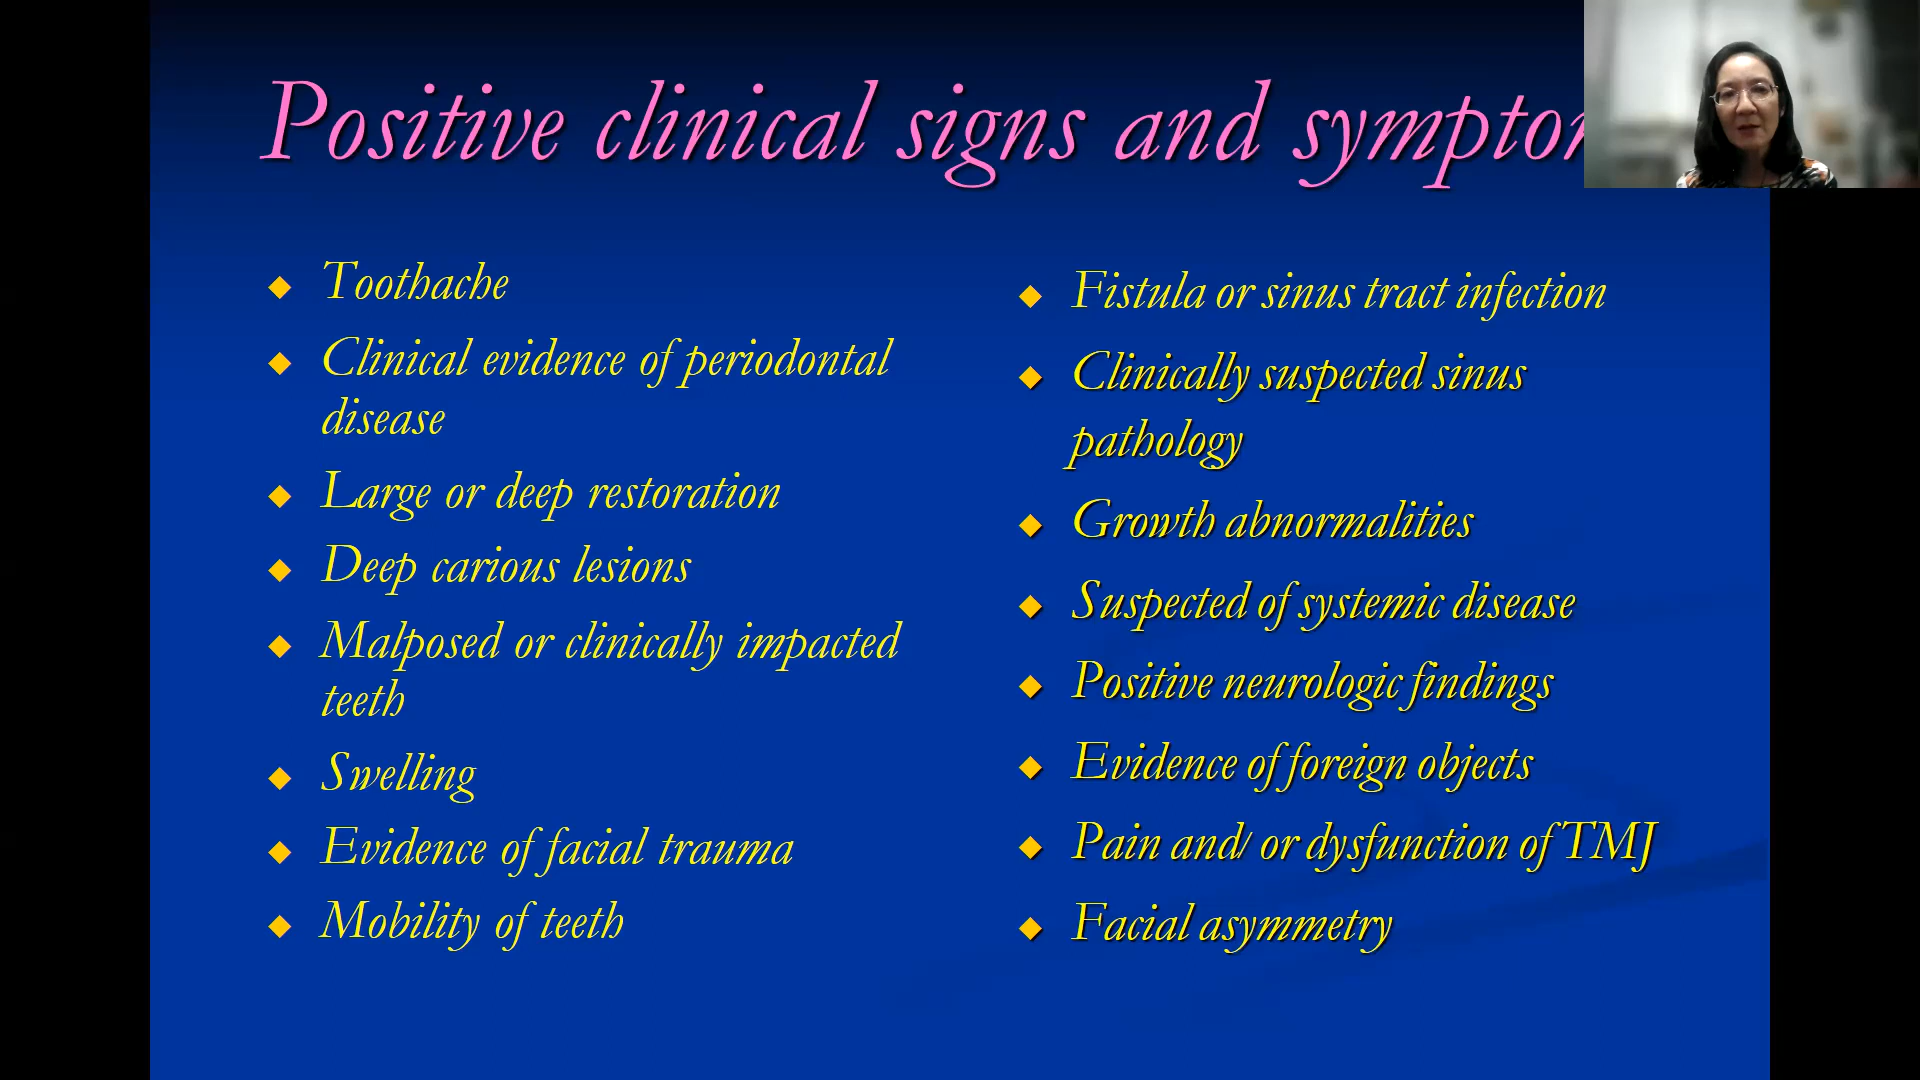 Positive clinical signs and symptom
Toothache
Clinical evidence of periodontal
disease
Large or deep restoration
Deep carious lesions
Malposed or clinically impacted
teeth
Swelling
Evidence of facial trauma
Mobility of teeth
Fistula or sinus tract infection
Clinically suspected sinus
pathology
Growth abnormalities
Suspected of systemic disease
Positive neurologic findings
Evidence of foreign objects
Pain and/ or dysfunction of TMJ
Facial asymmetry